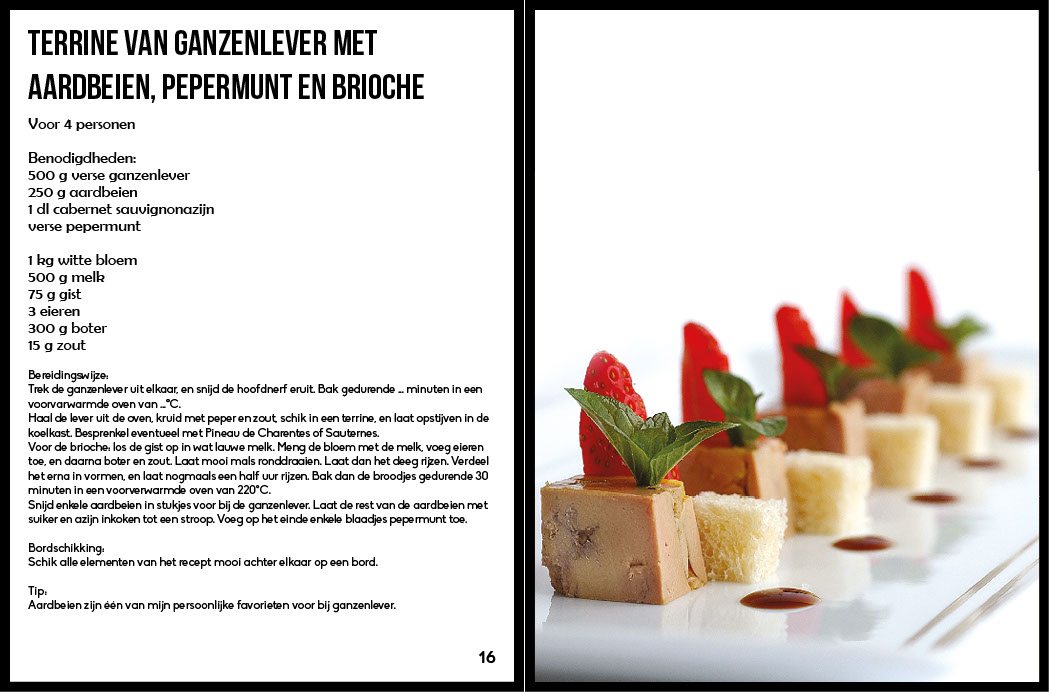 TERRINE VAN GANZENLEVER MET
AARDBEIEN, PEPERMUNT EN BRIOCHE
Voor 4 personen
Benodigdheden:
500 g verse ganzenlever
250 g aardbeien
1 dl cabernet sauvignonazijn
verse pepermunt
1 kg witte bloem
500 g melk
75 g gist
3 eieren
300 g boter
15 g zout
Bereidingswijze:
Trek de ganzenlever uit elkaar, en snijd de hoofdnerf eruit. Bak gedurende ... minuten in een
voorvarwarmde oven van ...°C.
Haal de lever uit de oven, kruid met peper en zout, schik in een terrine, en laat opstijven in de
koelkast. Besprenkel eventueel met Pineau de Charentes of Sauternes.
Voor de brioche: los de gist op in wat lauwe melk. Meng de bloem met de melk, voeg eieren
toe, en daarna boter en zout. Laat mooi mals ronddraaien. Laat dan het deeg rijzen. Verdeel
het erna in vormen, en laat nogmaals een half uur rijzen. Bak dan de broodjes gedurende 30
minuten in een voorverwarmde oven van 220°C.
Snijd enkele aardbeien in stukjes voor bij de ganzenlever. Laat de rest van de aardbeien met
suiker en azijn inkoken tot een stroop. Voeg op het einde enkele blaadjes pepermunt toe.
Bordschikking:
Schik alle elementen van het recept mooi achter elkaar op een bord.
Tip:
Aardbeien zijn één van mijn persoonlijke favorieten voor bij ganzenlever.
16